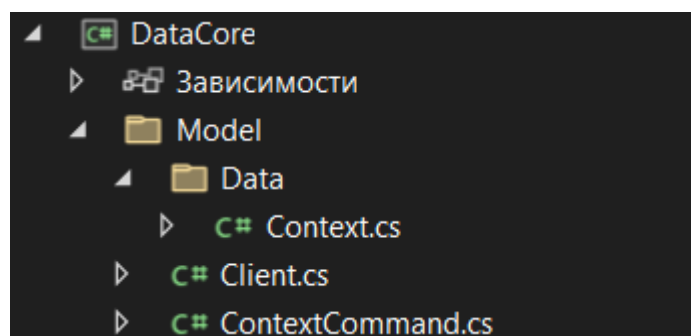 C# DataCore
Зависимости
Model
Data
C# Context.cs
C# Client.cs
C# ContextCommand.cs